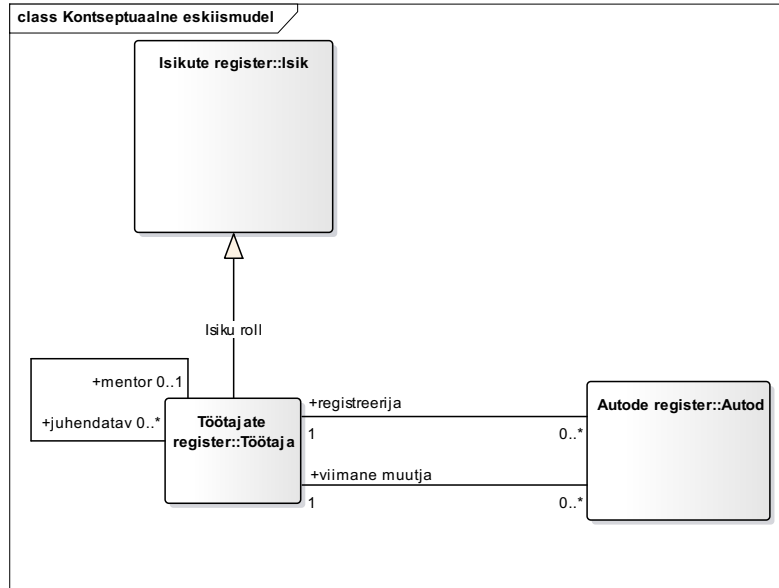 class Kontseptuaalne eskiismudel
Isikute register::Isik
Isiku roll
+mentor 0..1
+juhendatav 0..*
Töötajate
register::Töötaja
+registreerija
1
0..*
+viimane muutja
1
0..*
Autode register::Autod